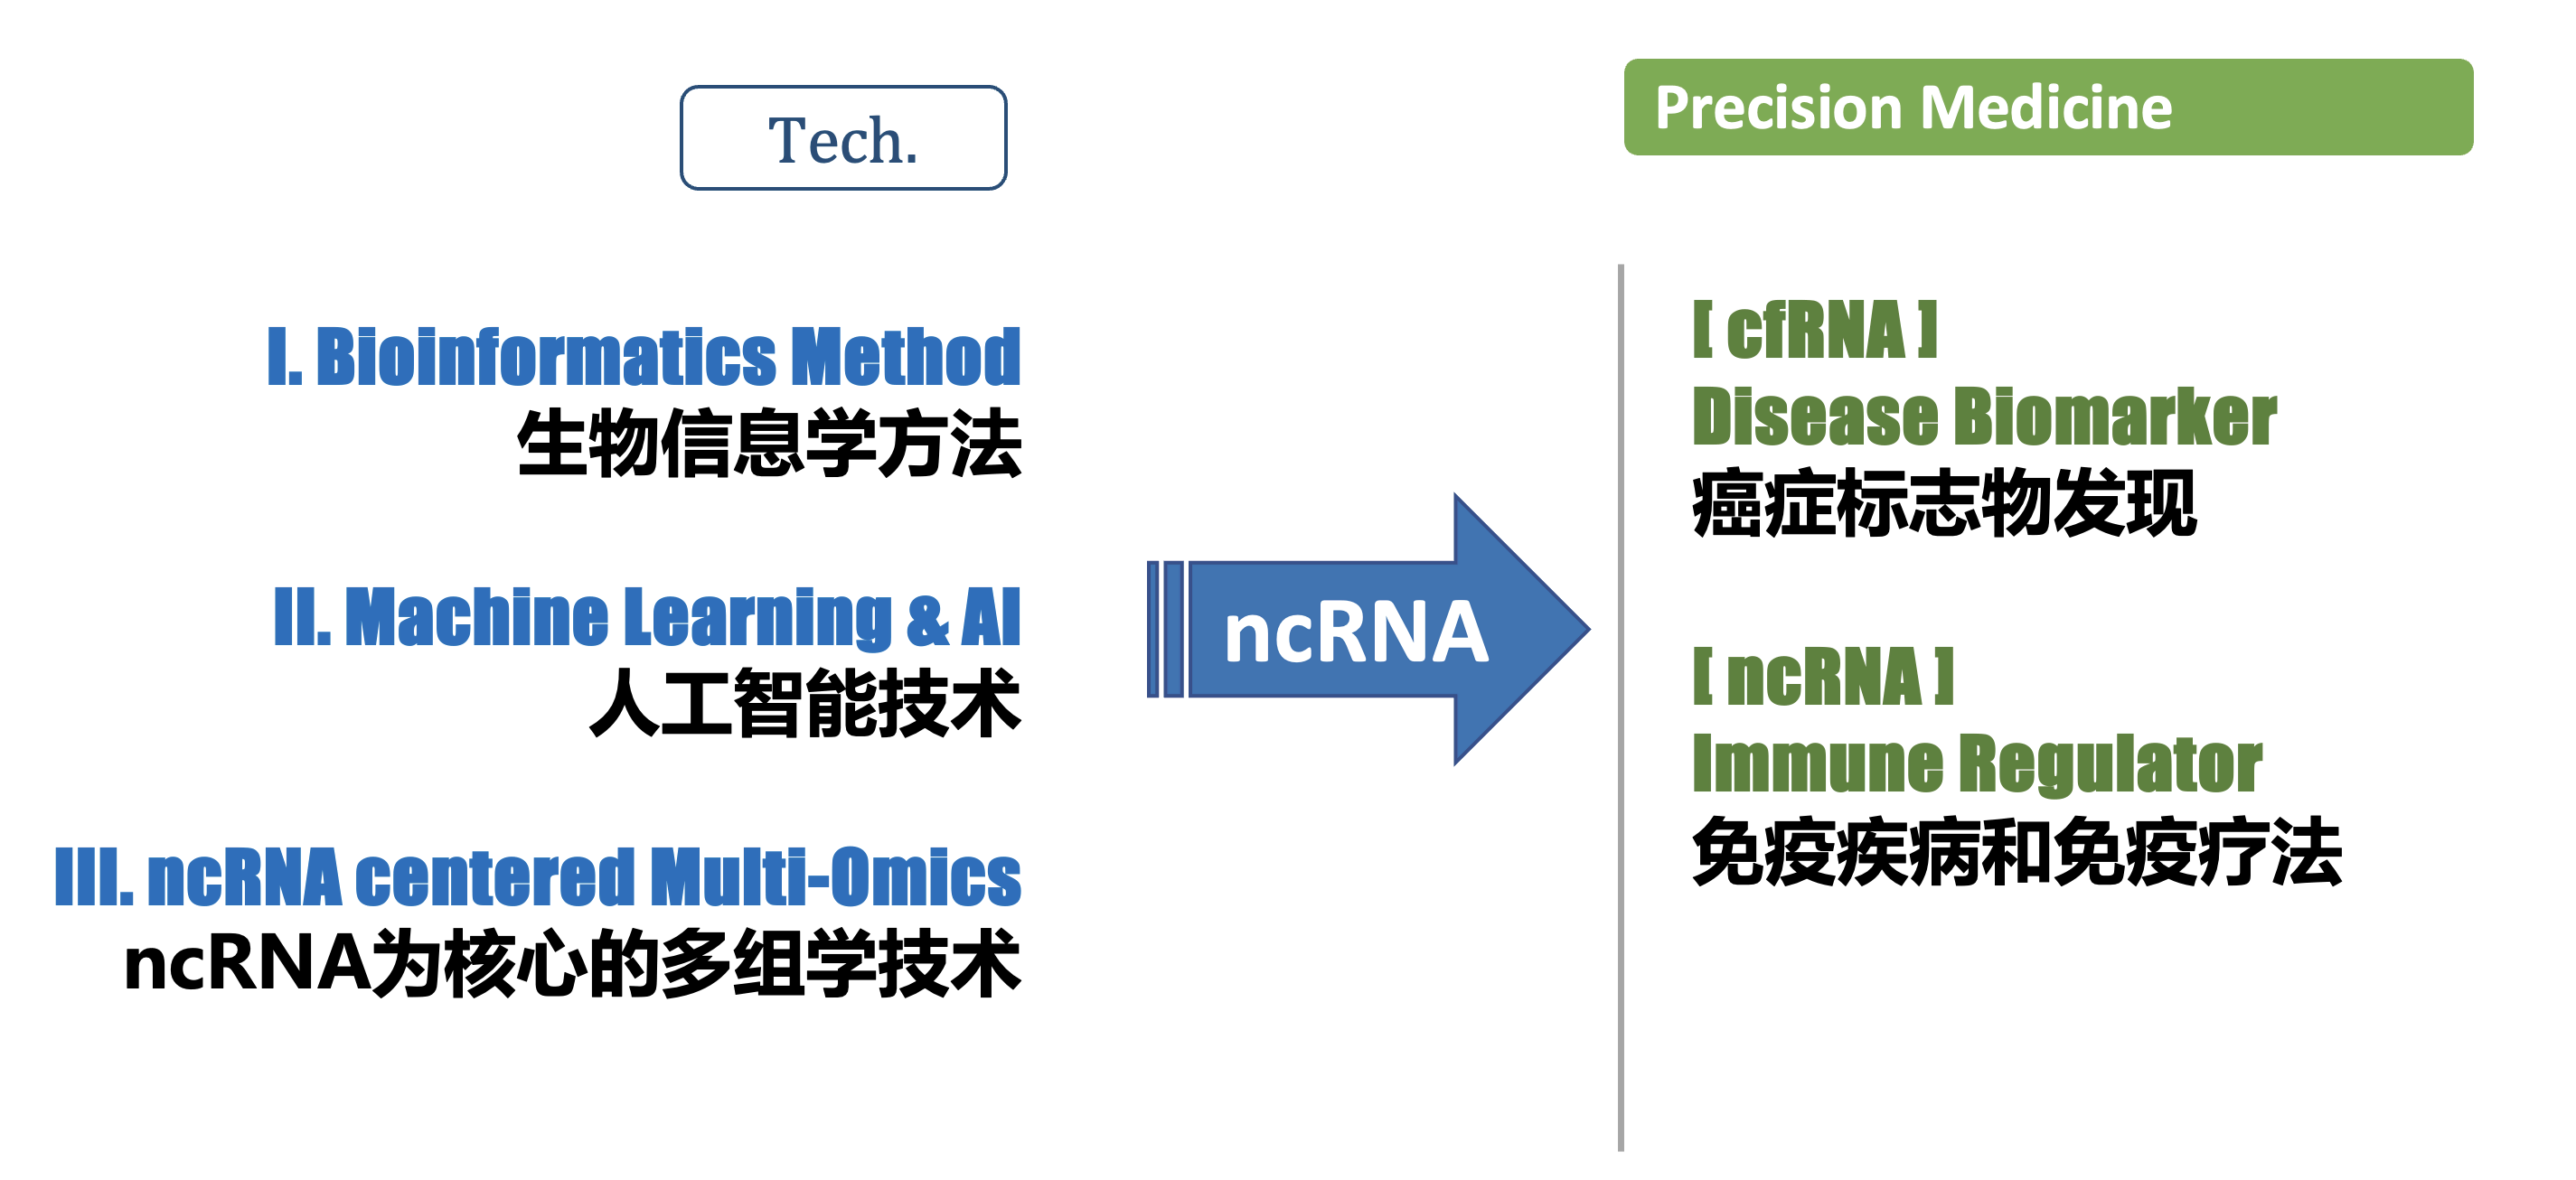 Tech.
I. Bioinformatics Method
生物信息学方法
II. Machine Learning & AI
人工智能技术
III. ncRNA centered Multi-Omics
ncRNA为核心的多组学技术
ncRNA
Precision Medicine
[ cfRNA ]
Disease Biomarker
癌症标志物发现
[ ncRNA ]
Immune Regulator
免疫疾病和免疫疗法